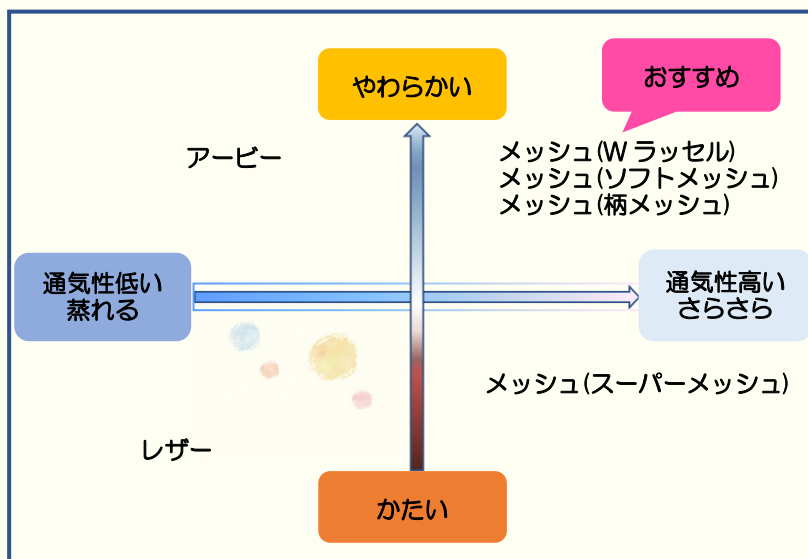 おすすめ
やわらかい
アービー
メッシュ(W ラッセル)
メッシュ(ソフトメッシュ)
メッシュ(柄メッシュ)
通気性低い
蒸れる
通気性高い
さらさら
メッシュ(スーパーメッシュ)
レザー
かたい